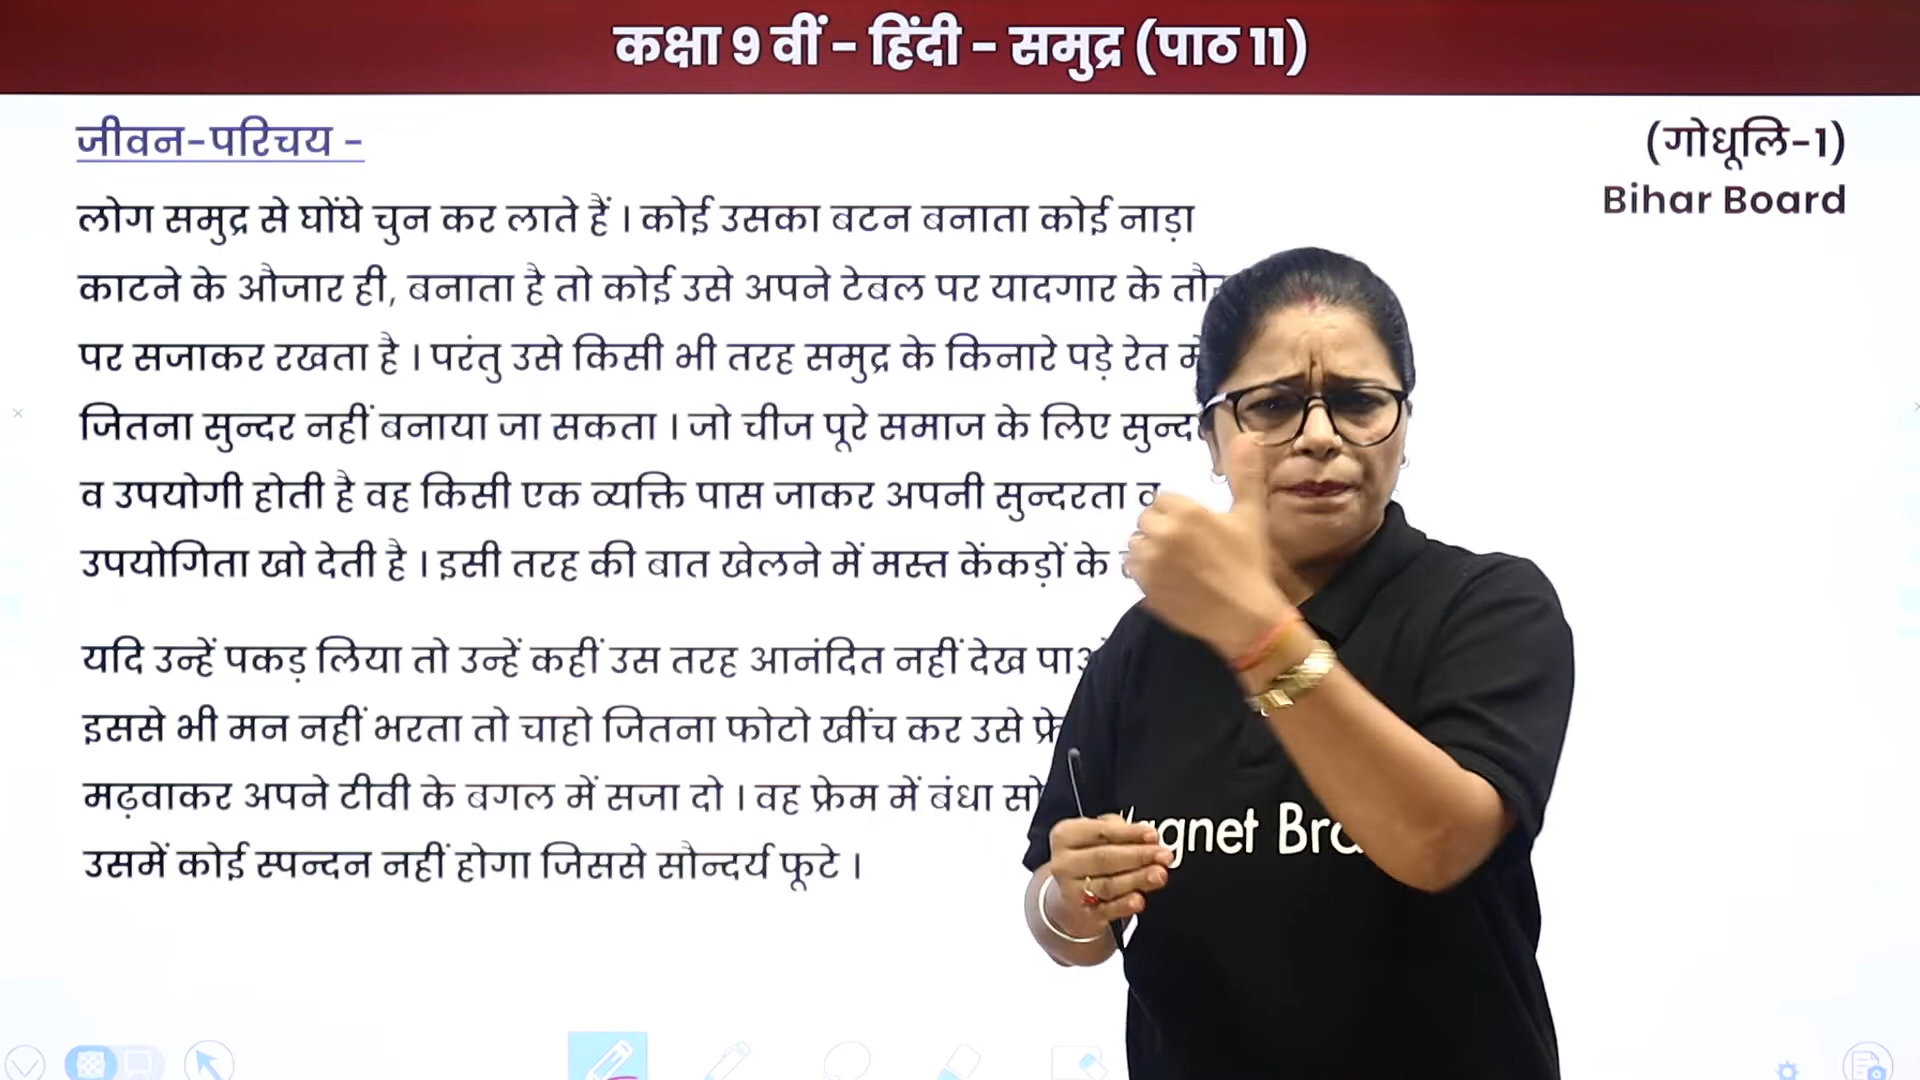 कक्षा 9 वीं - हिंदी - समुद्र (पाठ 11)
जीवन-परिचय -
(गोधूलि-1)
Bihar Board
लोग समुद्र से घोंघे चुन कर लाते हैं । कोई उसका बटन बनाता कोई नाड़ा
काटने के औजार ही, बनाता है तो कोई उसे अपने टेबल पर यादगार के
पर सजाकर रखता है । परंतु उसे किसी भी तरह समुद्र के किनारे पड़े रेत
जितना सुन्दर नहीं बनाया जा सकता । जो चीज पूरे समाज के लिए
व उपयोगी होती है वह किसी एक व्यक्ति पास जाकर अपनी सुन्दरता व
उपयोगिता खो देती है । इसी तरह की बात खेलने में मस्त केंकड़ों के
यदि उन्हें पकड़ लिया तो उन्हें कहीं उस तरह आनंदित नहीं देख
इससे भी मन नहीं भरता तो चाहो जितना फोटो खींच कर उसे
मढ़वाकर अपने टीवी के बगल में सजा दो । वह फ्रेम में बंधा
उसमें कोई स्पन्दन नहीं होगा जिससे सौन्दर्य फूटे ।